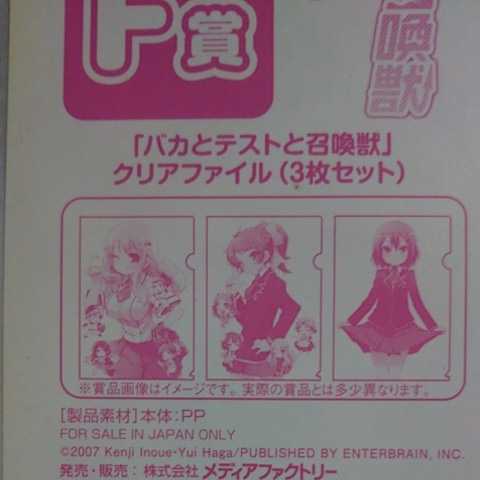 F賞
喚獣
「バカとテストと召喚獣」
クリアファイル(3枚セット)
※賞品画像はイメージです。実際の賞品とは多少異なります。
[製品素材]本体:PP
FOR SALE IN JAPAN ONLY
©2007 Kenji Inoue・Yui Haga/PUBLISHED BY ENTERBRAIN, INC.
発売・販売:株式会社メディアファクトリー